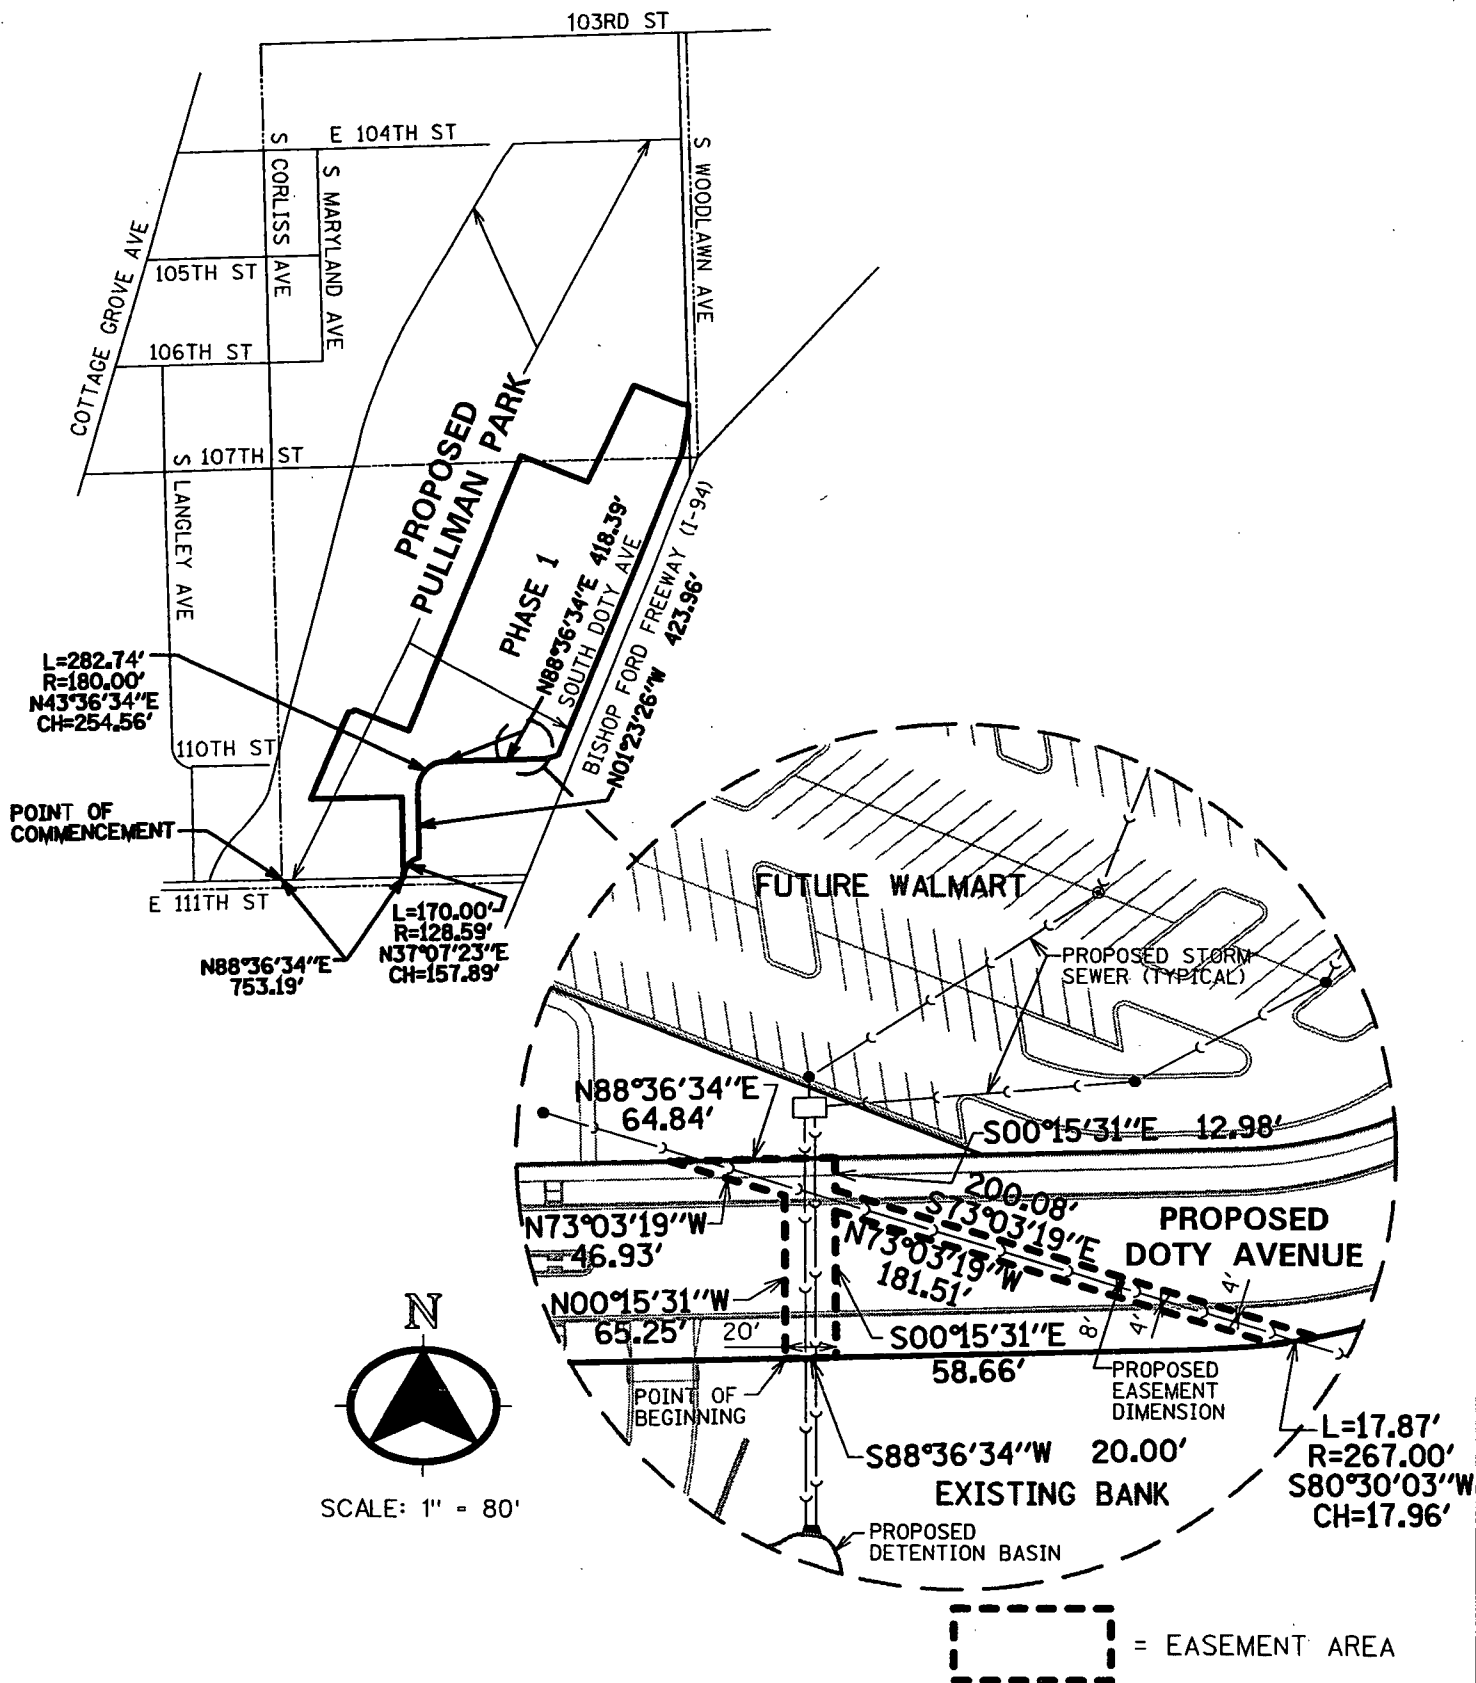 103RD ST
E 104TH ST
S CORLISS AVE
S MARYLAND AVE
S WOODLAWN AVE
COTTAGE GROVE AVE
105TH ST
106TH ST
S LANGLEY AVE
107TH ST
PROPOSED
PULLMAN PARK
PHASE 1
N88°36'34"E 418.39'
SOUTH DOTY AVE
BISHOP FORD FREEWAY (I-94)
N01°23'26"W 423.96'
L=282.74'
R=180.00'
N43°36'34"E
CH=254.56'
110TH ST
POINT OF
COMMENCEMENT
E 111TH ST
N88°36'34"E
753.19'
L=170.00'
R=128.59'
N37°07'23"E
CH=157.89'
FUTURE WALMART
PROPOSED STORM
SEWER (TYPICAL)
N88°36'34"E
64.84'
S00°15'31"E 12.98'
200.08'
S73°03'19"E
N73°03'19"W
181.51'
PROPOSED
DOTY AVENUE
N73°03'19"W
46.93'
N00°15'31"W
65.25'
20'
S00°15'31"E
58.66'
8'
4'
4'
POINT OF
BEGINNING
PROPOSED
EASEMENT
DIMENSION
S88°36'34"W 20.00'
L=17.87'
R=267.00'
S80°30'03"W
CH=17.96'
EXISTING BANK
PROPOSED
DETENTION BASIN
N
SCALE: 1" = 80'
= EASEMENT AREA